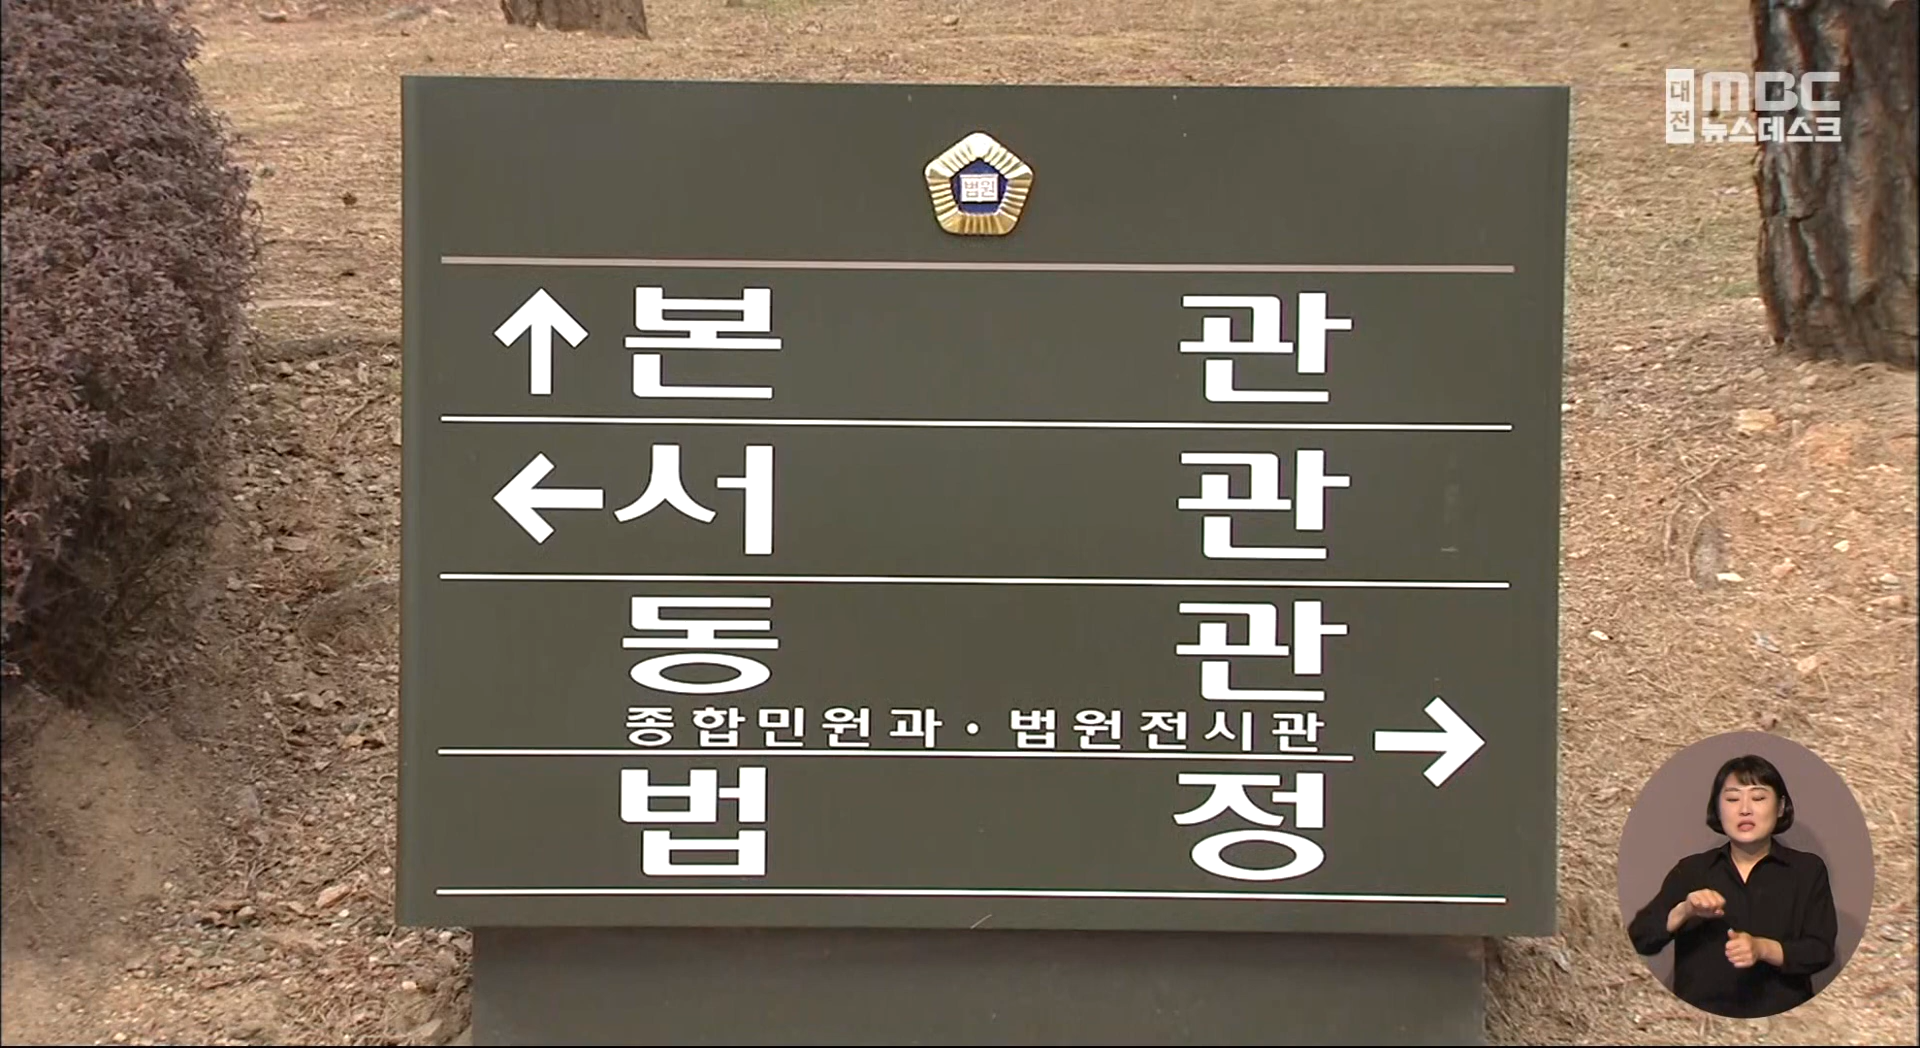 대전 MBC
뉴스데스크
법원
↑ 본 관
← 서 관
동 관
종합민원과 · 법원전시관 →
법 정